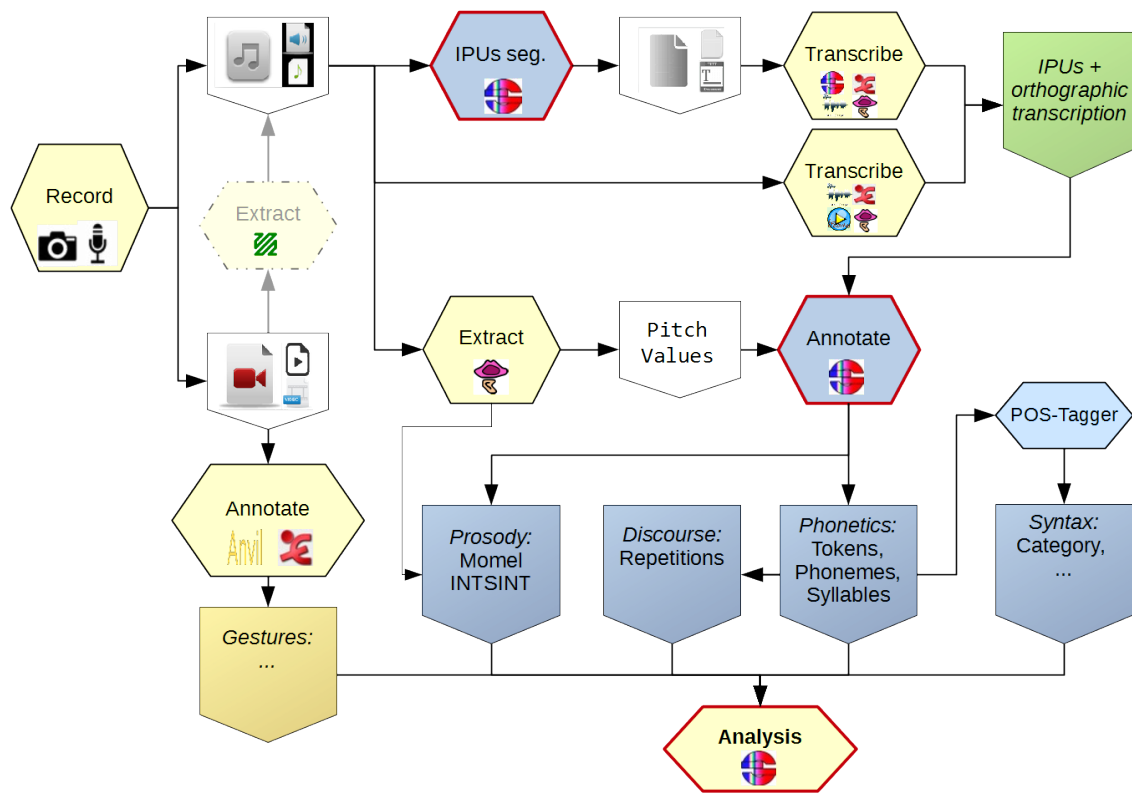 IPUs seg.
Transcribe
IPUs +
orthographic
transcription
Record
Extract
Transcribe
Extract
Pitch
Values
Annotate
POS-Tagger
Annotate
Anvil
Prosody:
Momel
INTSINT
Discourse:
Repetitions
Phonetics:
Tokens,
Phonemes,
Syllables
Syntax:
Category,
...
Gestures:
...
Analysis